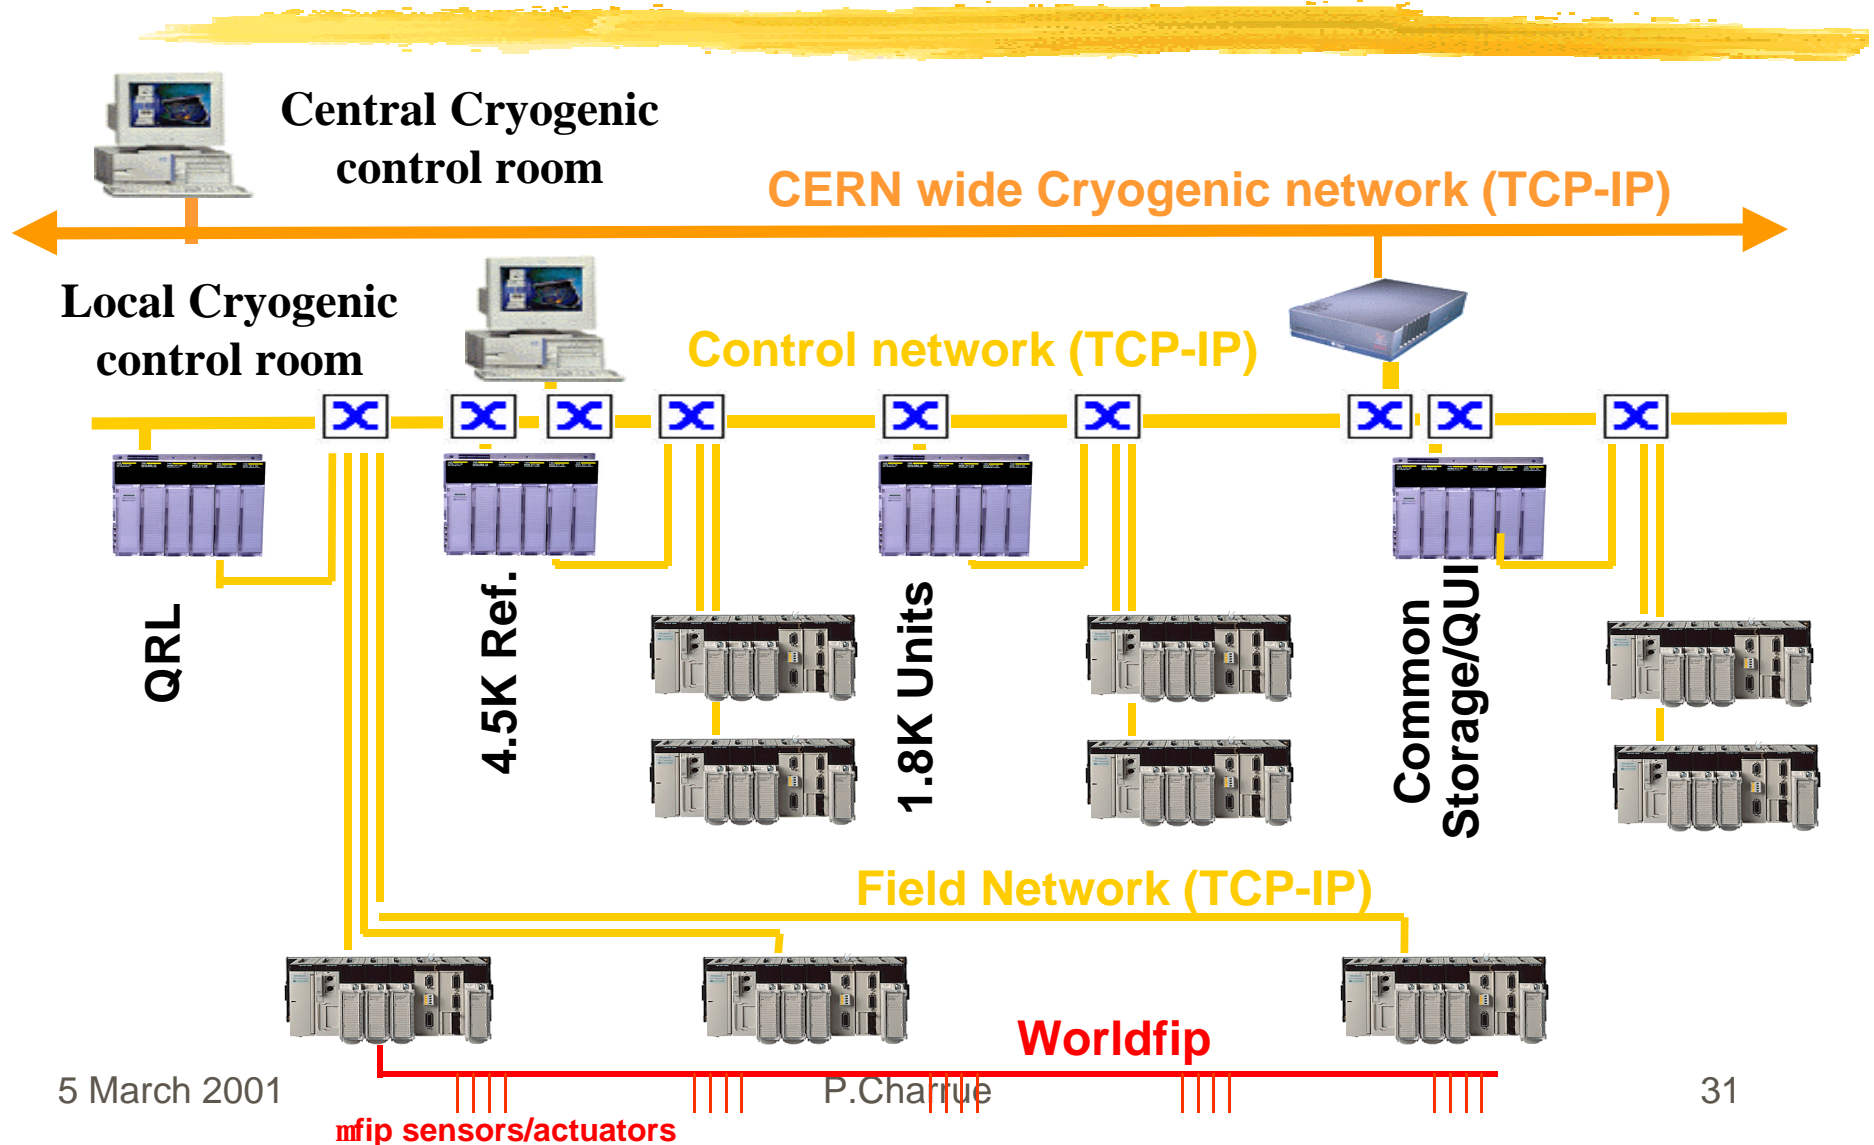 Central Cryogenic
control room
CERN wide Cryogenic network (TCP-IP)
Local Cryogenic
control room
Control network (TCP-IP)
QRL
4.5K Ref.
1.8K Units
Common
Storage/QUI
Field Network (TCP-IP)
Worldfip
5 March 2001
P.Charrue
31
mfip sensors/actuators